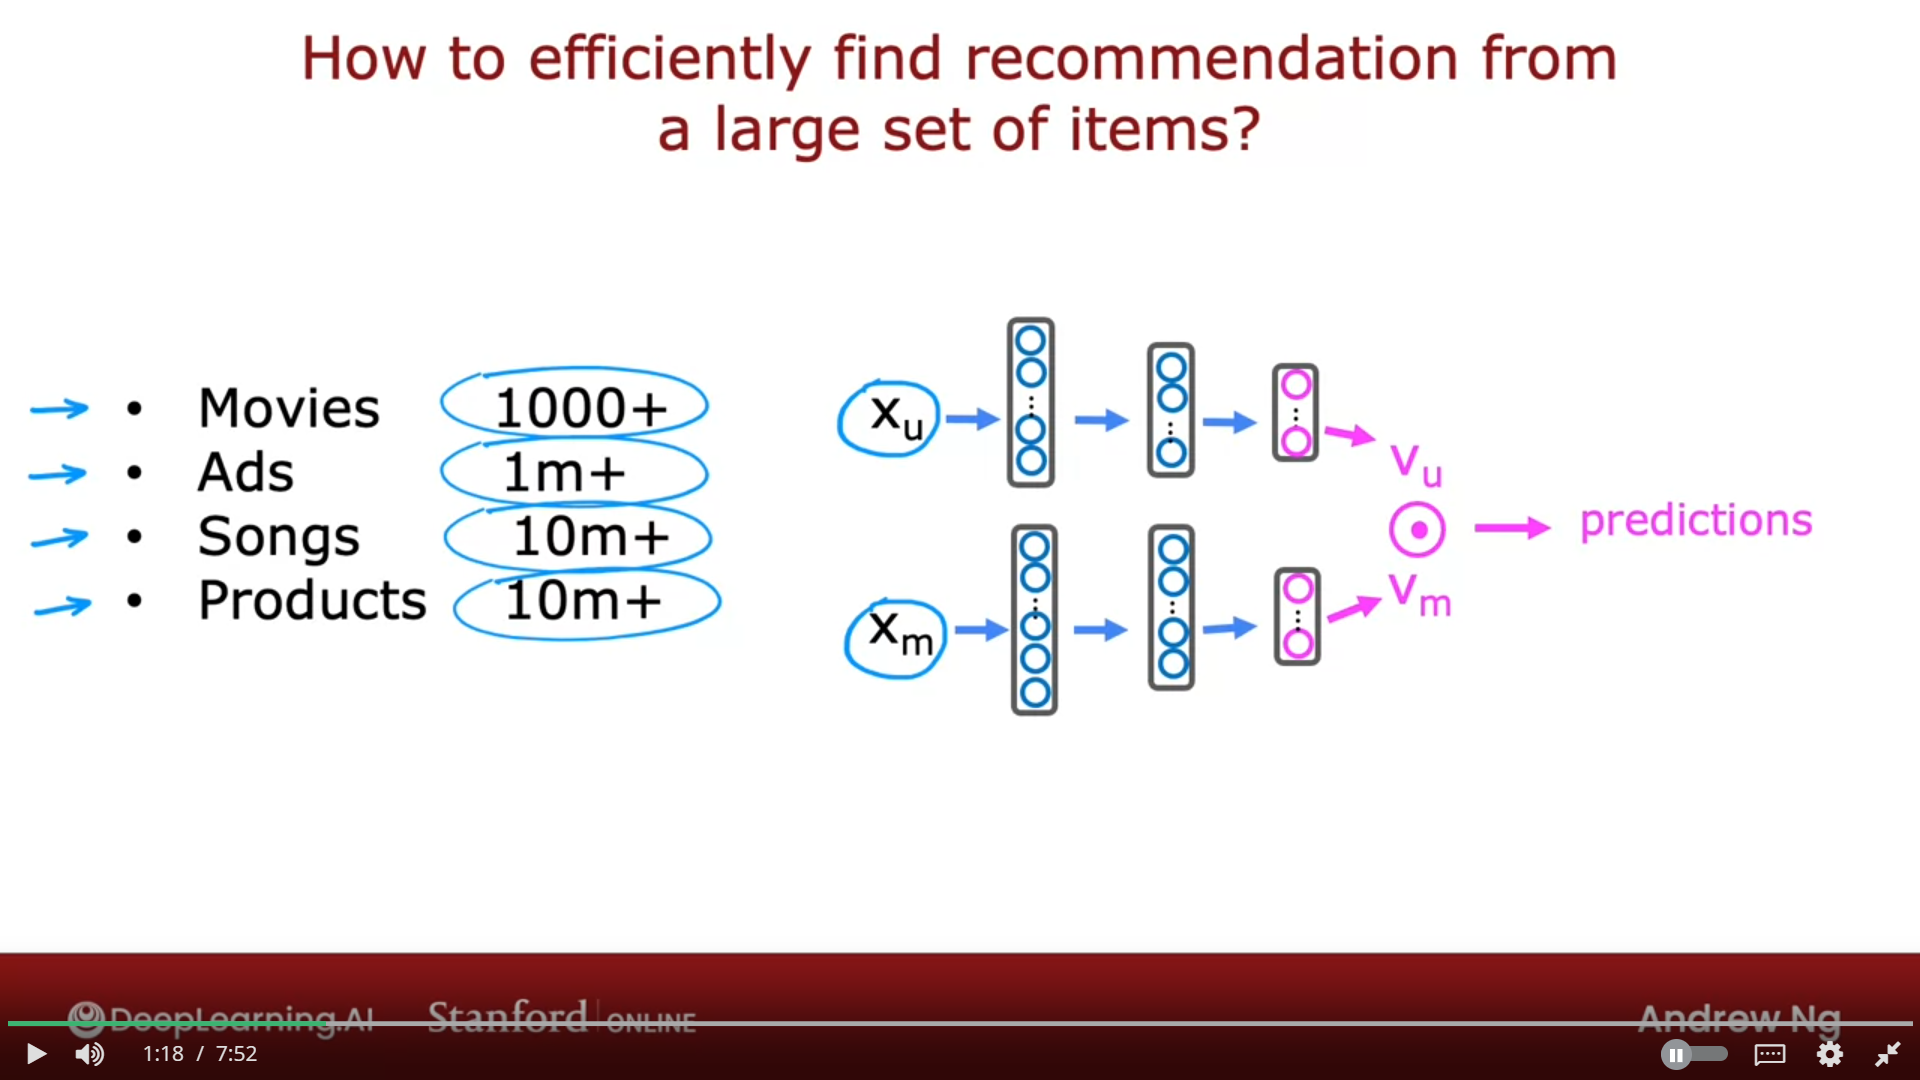 How to efficiently find recommendation from
a large set of items?
• Movies 1000+
• Ads 1m+
• Songs 10m+
• Products 10m+
xu
vu
predictions
xm
vm
DeepLearning.AI Stanford | ONLINE
Andrew Ng
1:18 / 7:52